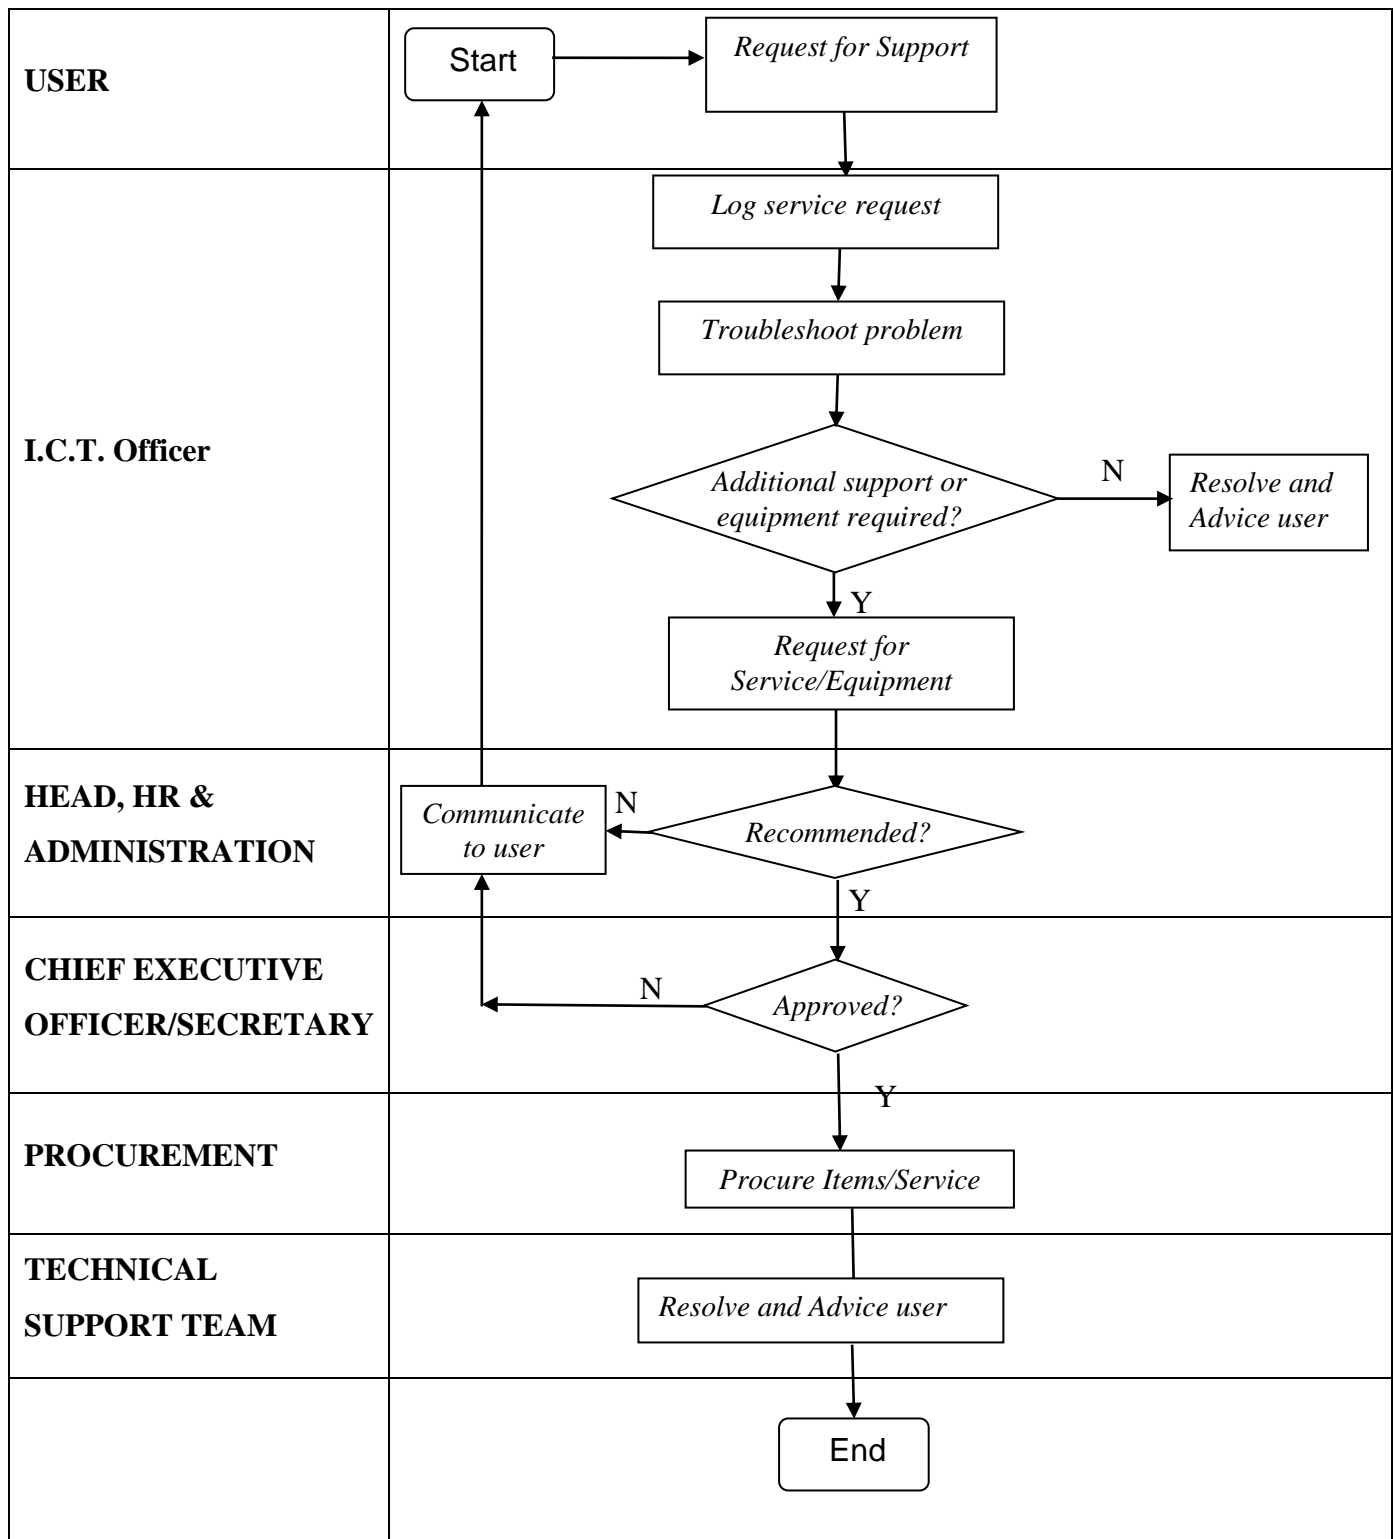 USER
Start
Request for Support
I.C.T. Officer
Log service request
Troubleshoot problem
Additional support or
equipment required?
N
Resolve and
Advice user
Y
Request for
Service/Equipment
HEAD, HR &
ADMINISTRATION
Communicate
to user
N
Recommended?
Y
CHIEF EXECUTIVE
OFFICER/SECRETARY
N
Approved?
Y
PROCUREMENT
Procure Items/Service
TECHNICAL
SUPPORT TEAM
Resolve and Advice user
End